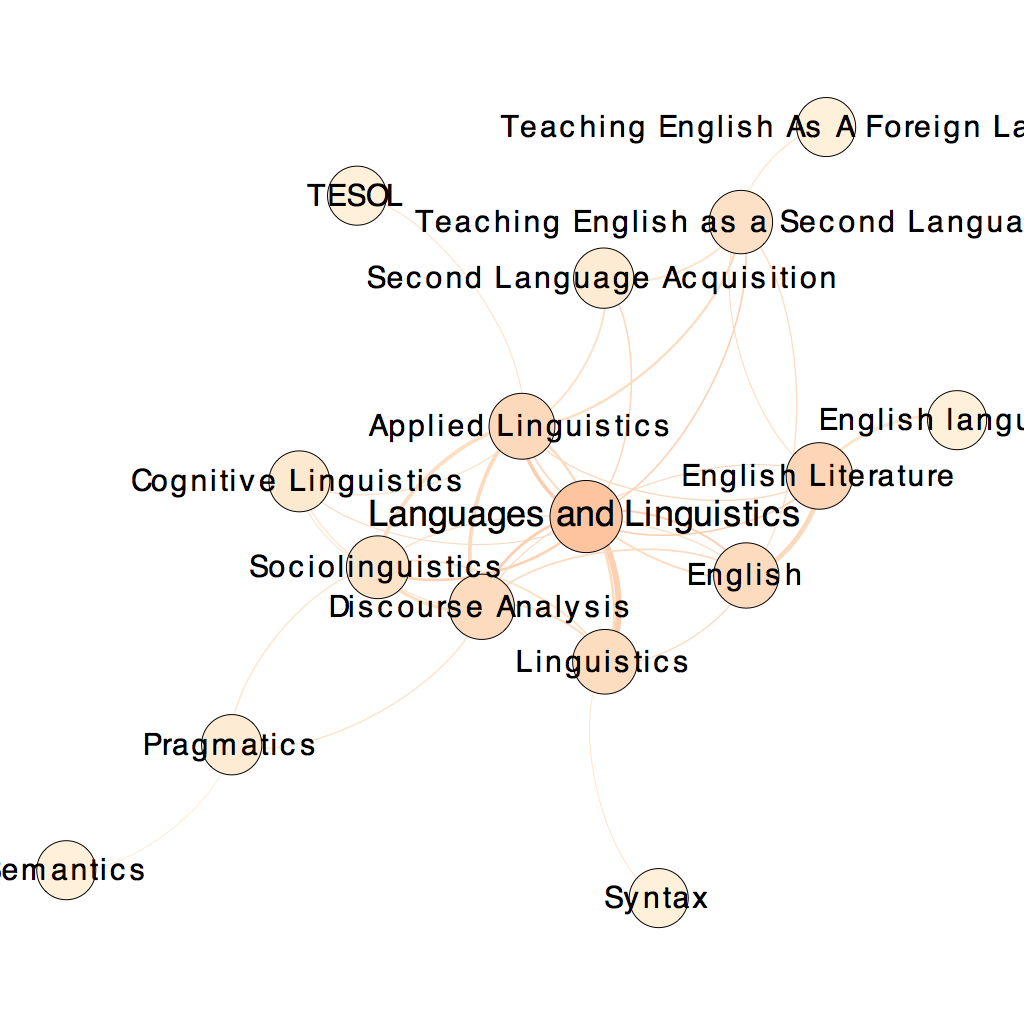 Teaching English As A Foreign La
TESOL
Teaching English as a Second Langua
Second Language Acquisition
English langu
Applied Linguistics
English Literature
Cognitive Linguistics
Languages and Linguistics
Sociolinguistics
English
Discourse Analysis
Linguistics
Pragmatics
emantics
Syntax